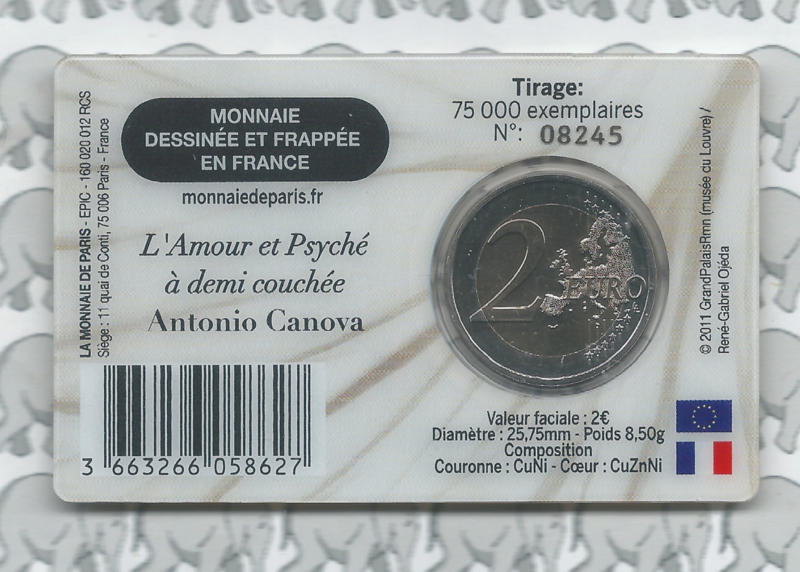 MONNAIE
DESSINÉE ET FRAPPÉE
EN FRANCE
monnaiedeparis.fr
L'Amour et Psyché
à demi couchée
Antonio Canova
LA MONNAIE DE PARIS - EPIC - 160 020 012 RCS
Siège : 11 quai de Conti, 75 006 Paris - France
3 663266 058627
Tirage:
75 000 exemplaires
N°: 08245
2 EURO
Valeur faciale : 2€
Diamètre : 25,75mm - Poids 8,50g
Composition
Couronne : CuNi - Cœur : CuZnNi
© 2011 GrandPalaisRmn (musée du Louvre) /
René-Gabriel Ojéda